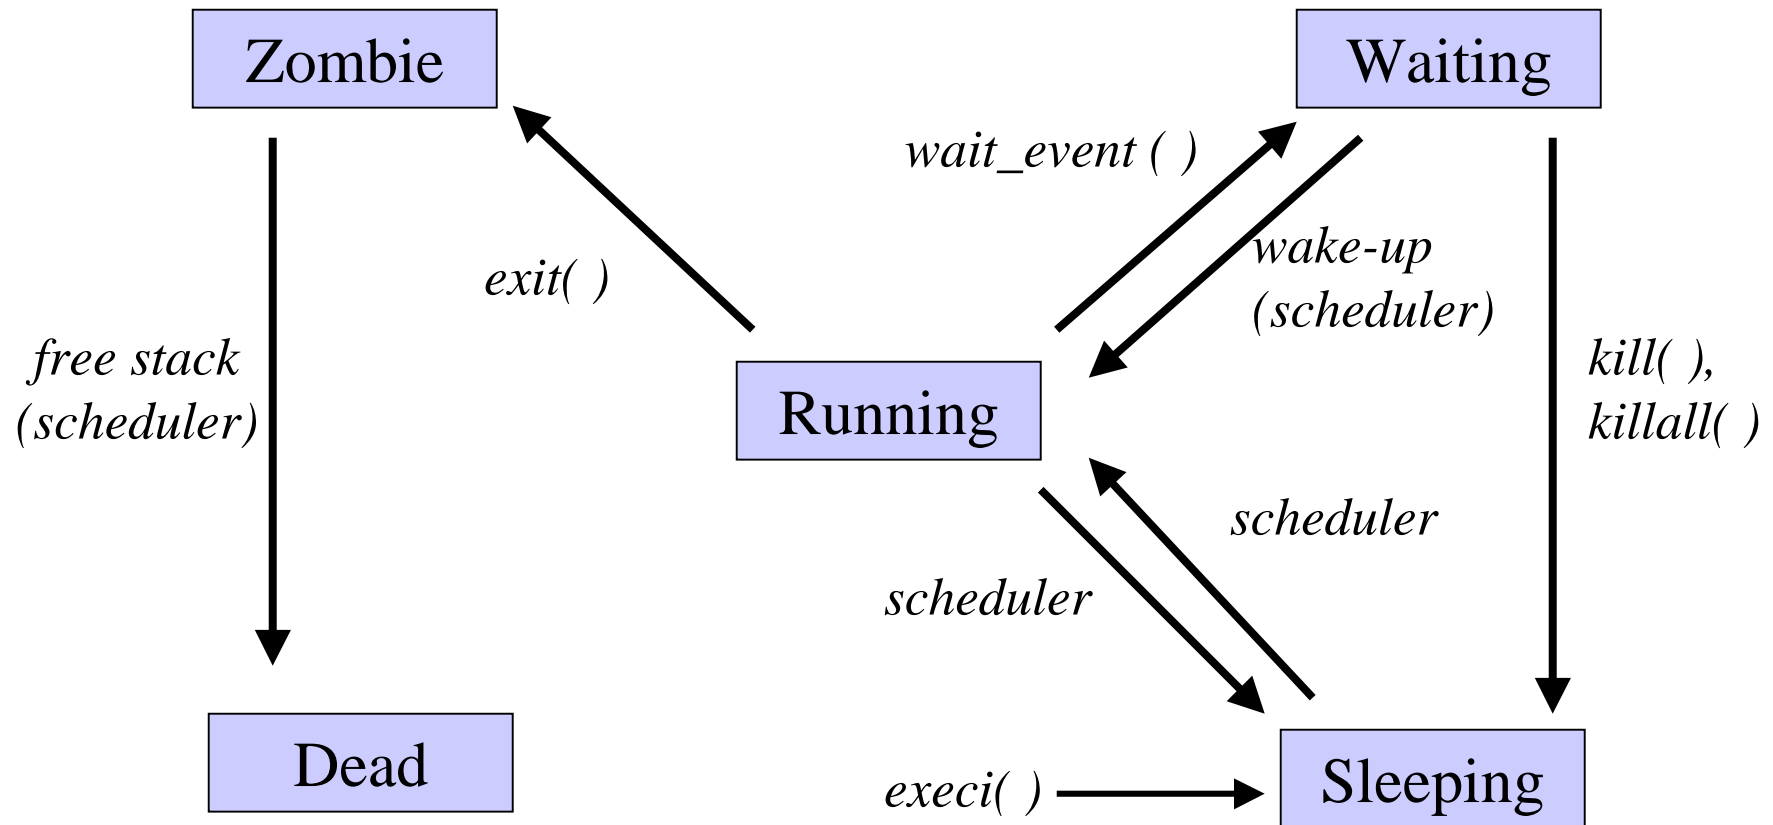 Zombie
Waiting
wait_event ( )
wake-up
(scheduler)
exit( )
free stack
(scheduler)
kill( ),
killall( )
Running
scheduler
scheduler
Dead
execi( )
Sleeping